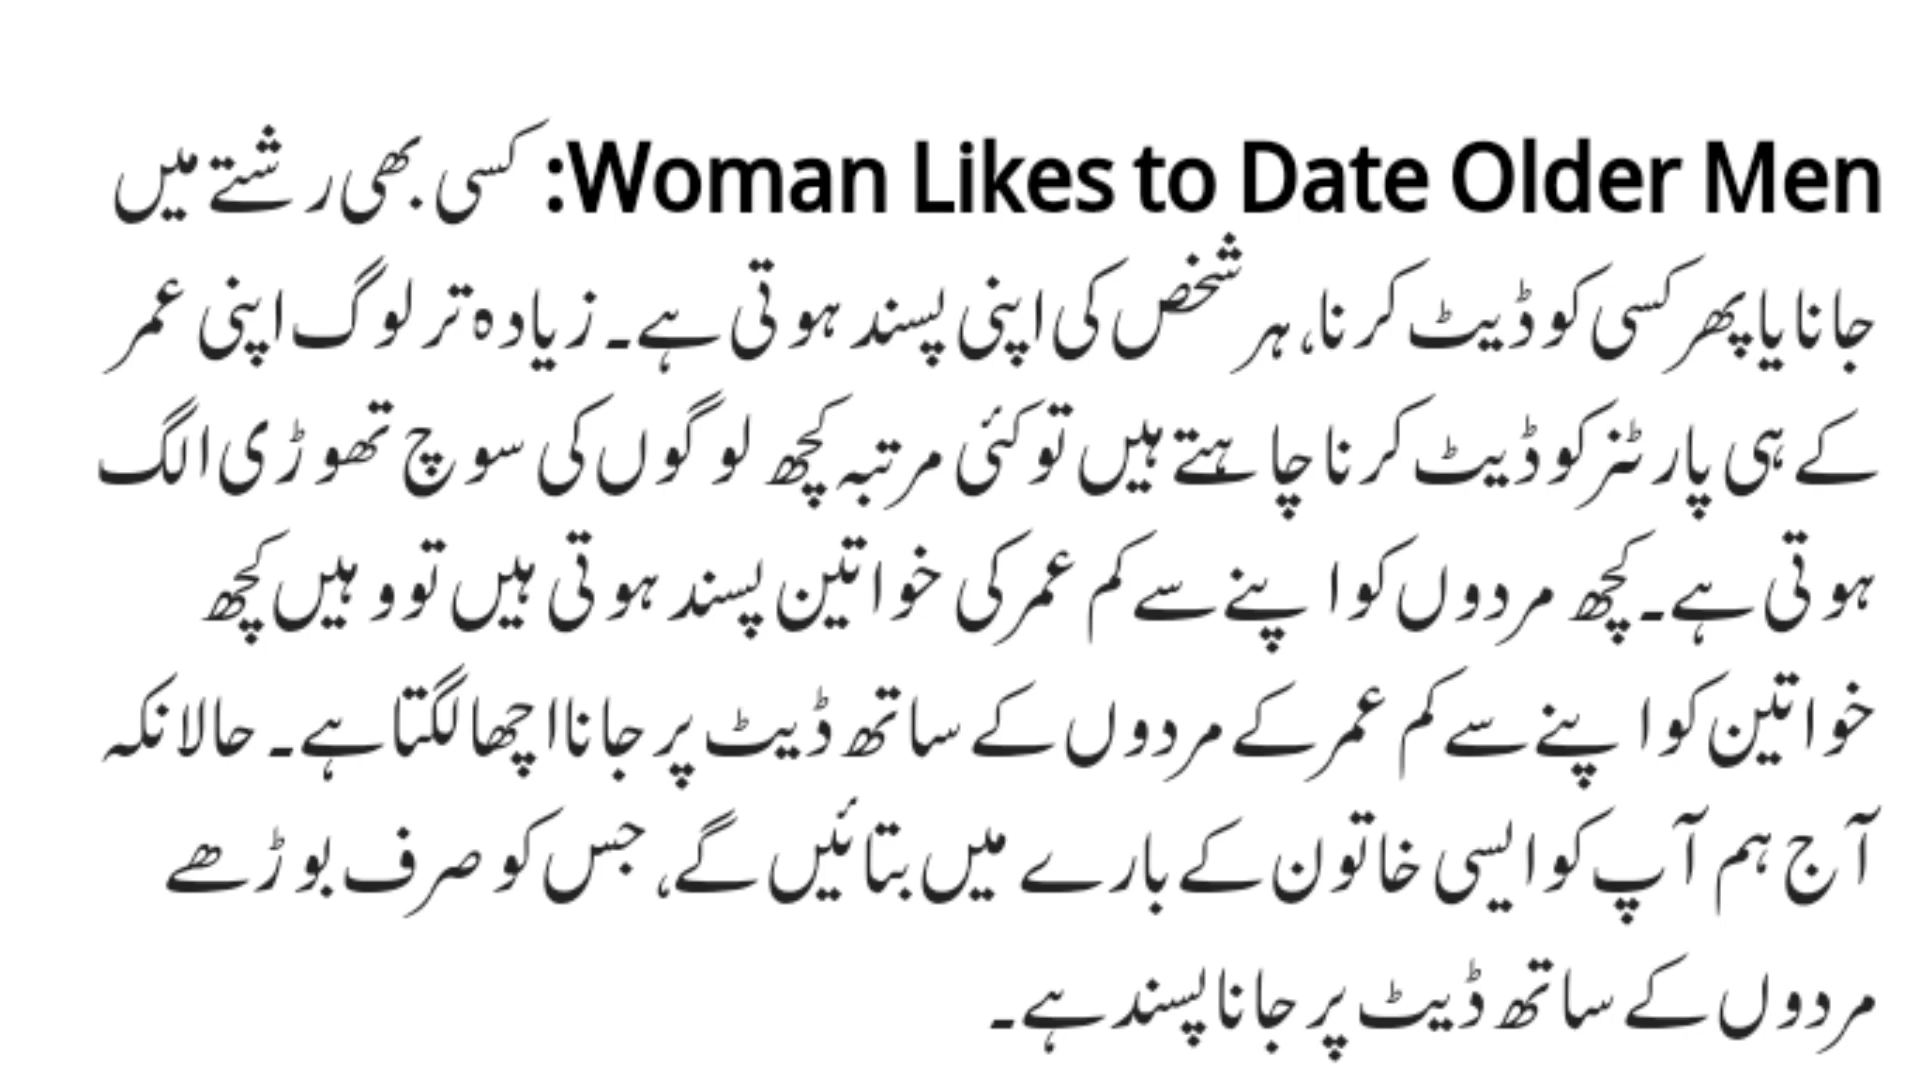 Woman Likes to Date Older Men: کسی بھی رشتے میں
جانا یا پھر کسی کو ڈیٹ کرنا، ہر شخص کی اپنی پسند ہوتی ہے۔ زیادہ تر لوگ اپنی عمر
کے ہی پارٹنر کو ڈیٹ کرنا چاہتے ہیں تو کئی مرتبہ کچھ لوگوں کی سوچ تھوڑی الگ
ہوتی ہے۔ کچھ مردوں کو اپنے سے کم عمر کی خواتین پسند ہوتی ہیں تو وہیں کچھ
خواتین کو اپنے سے کم عمر کے مردوں کے ساتھ ڈیٹ پر جانا اچھا لگتا ہے۔ حالانکہ
آج ہم آپ کو ایسی خاتون کے بارے میں بتائیں گے، جس کو صرف بوڑھے
مردوں کے ساتھ ڈیٹ پر جانا پسند ہے۔